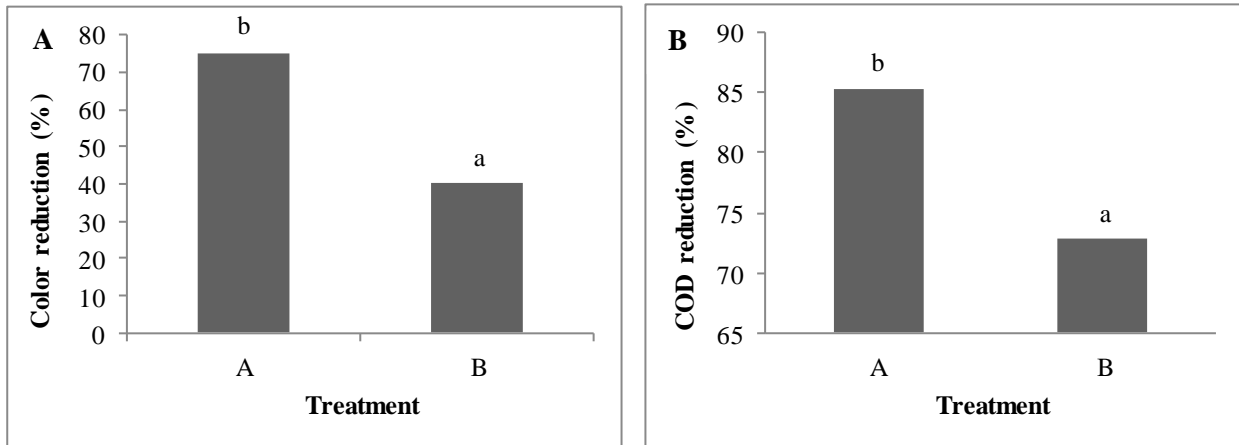 A
Color reduction (%)
80
70
60
50
40
30
20
10
0
b
a
A B
Treatment
B
COD reduction (%)
90
85
80
75
70
65
b
a
A B
Treatment